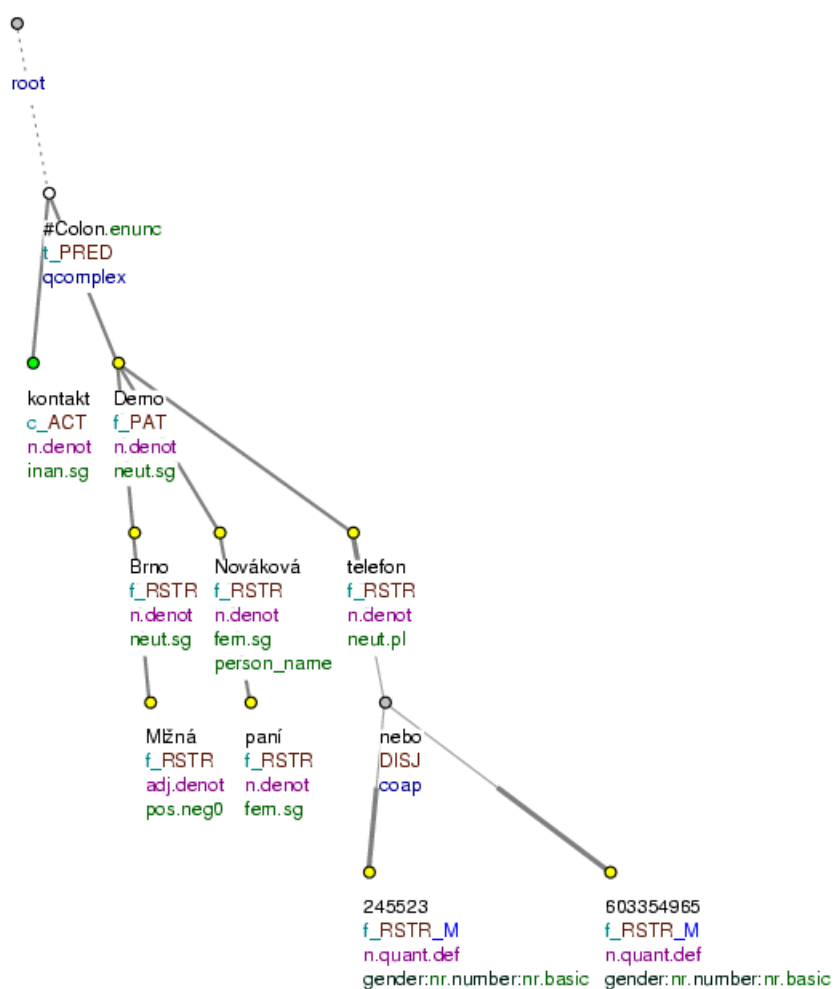 root
#Colon.enunc
t_PRED
qcomplex
kontakt
c_ACT
n.denot
inan.sg
Demo
f_PAT
n.denot
neut.sg
Brno
f_RSTR
n.denot
neut.sg
Nováková
f_RSTR
n.denot
fem.sg
person_name
telefon
f_RSTR
n.denot
neut.pl
Mlžná
f_RSTR
adj.denot
pos.neg0
paní
f_RSTR
n.denot
fem.sg
nebo
DISJ
coap
245523
f_RSTR_M
n.quant.def
gender:nr.number:nr.basic
603354965
f_RSTR_M
n.quant.def
gender:nr.number:nr.basic